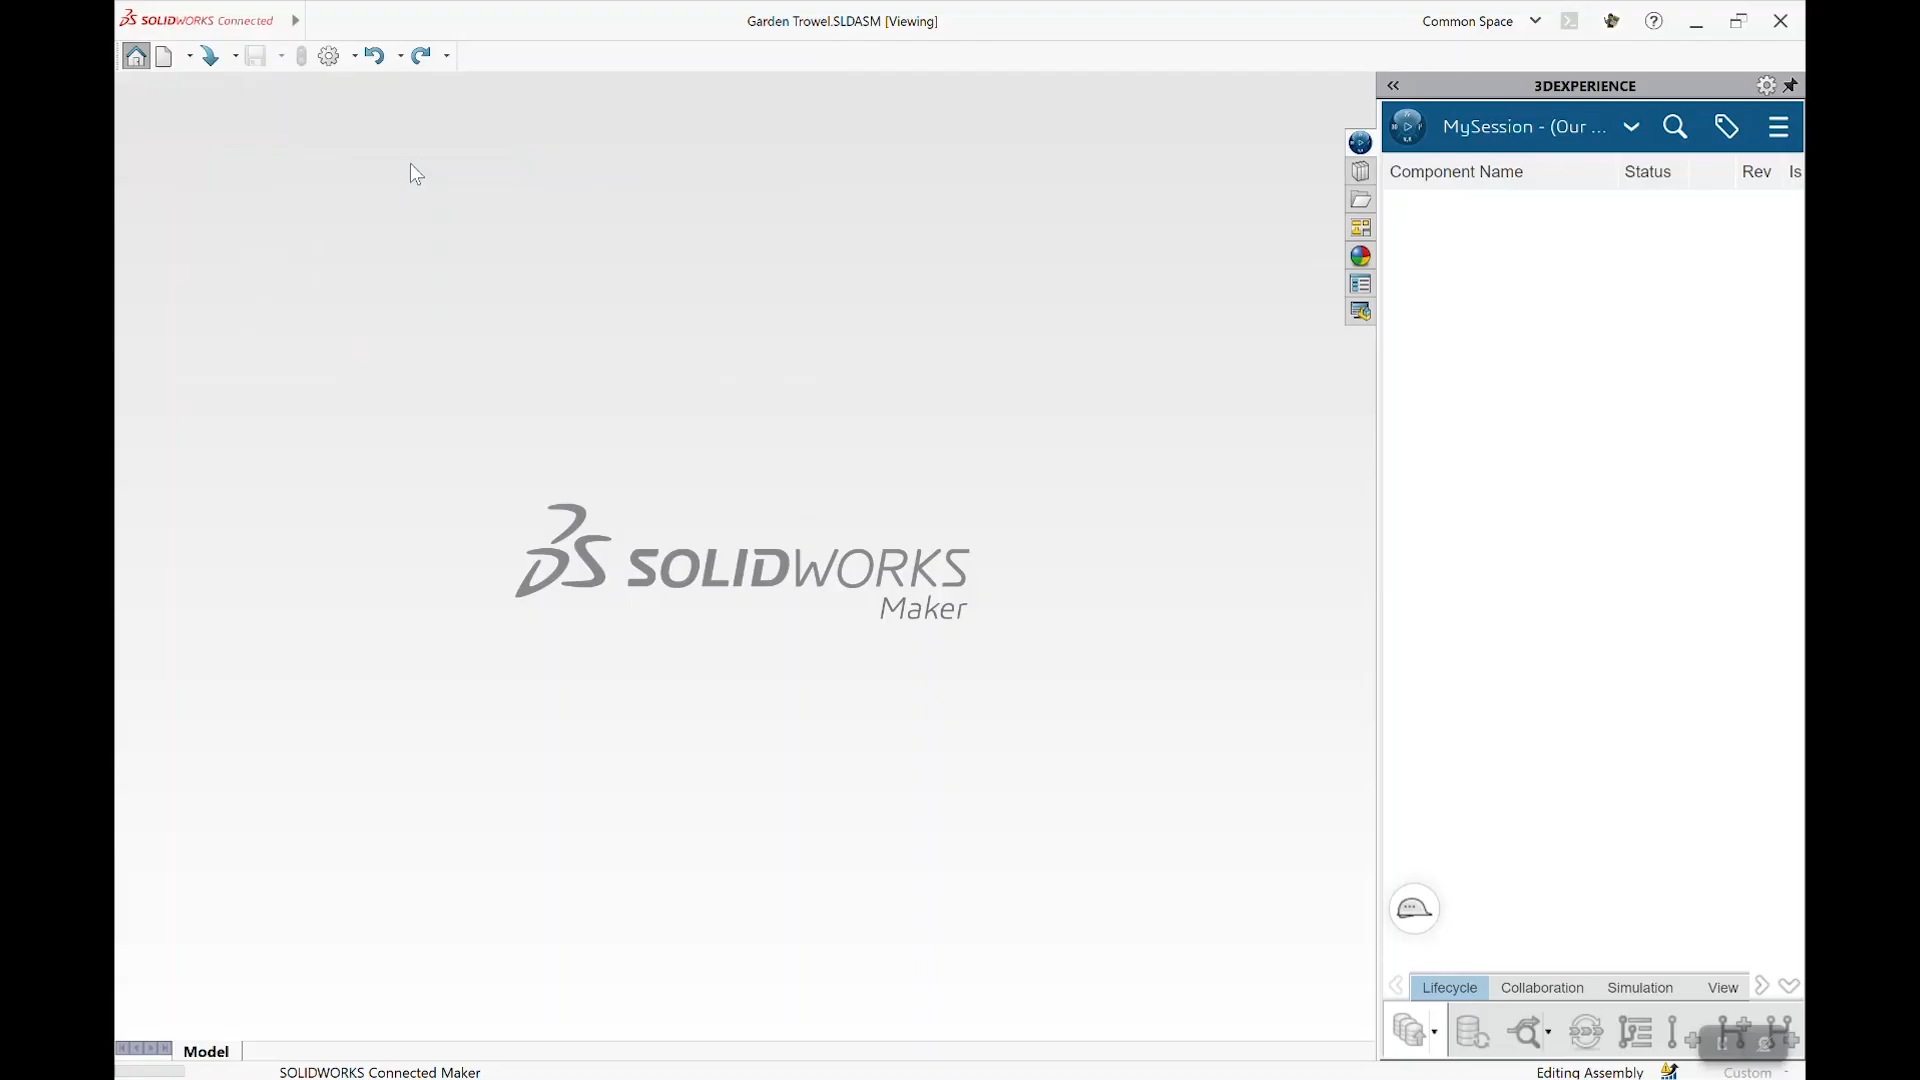 SOLIDWORKS Connected
Garden Trowel.SLDASM [Viewing]
Common Space
3DEXPERIENCE
MySession - (Our ...
Component Name
Status
Rev
Is
3DS SOLIDWORKS
Maker
Lifecycle
Collaboration
Simulation
View
Model
SOLIDWORKS Connected Maker
Editing Assembly
Custom